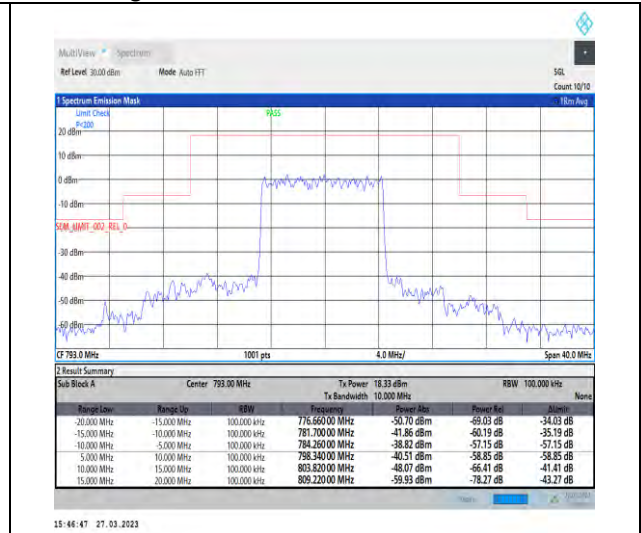 MultiView Spectrum
Ref Level 30.00 dBm Mode Auto FFT SGL
Count 10/10
1 Spectrum Emission Mask 1Rm Avg
Limit Check PASS
P<200
20 dBm
10 dBm
0 dBm
-10 dBm
-30 dBm
-40 dBm
-50 dBm
-60 dBm
CF 793.0 MHz 1001 pts 4.0 MHz/ Span 40.0 MHz
2 Result Summary
Sub Block A Center 793.00 MHz Tx Power 18.33 dBm RBW 100.000 kHz
Tx Bandwidth 10.000 MHz None
Range Low Range Up RBW Frequency Power Abs Power Rel ΔLimit
-20.000 MHz -15.000 MHz 100.000 kHz 776.66000 MHz -50.70 dBm -69.03 dB -34.03 dB
-15.000 MHz -10.000 MHz 100.000 kHz 781.70000 MHz -41.86 dBm -60.19 dB -35.19 dB
-10.000 MHz -5.000 MHz 100.000 kHz 784.26000 MHz -38.82 dBm -57.15 dB -57.15 dB
5.000 MHz 10.000 MHz 100.000 kHz 798.34000 MHz -40.51 dBm -58.85 dB -58.85 dB
10.000 MHz 15.000 MHz 100.000 kHz 803.82000 MHz -48.07 dBm -66.41 dB -41.41 dB
15.000 MHz 20.000 MHz 100.000 kHz 809.22000 MHz -59.93 dBm -78.27 dB -43.27 dB
15:46:47 27.03.2023